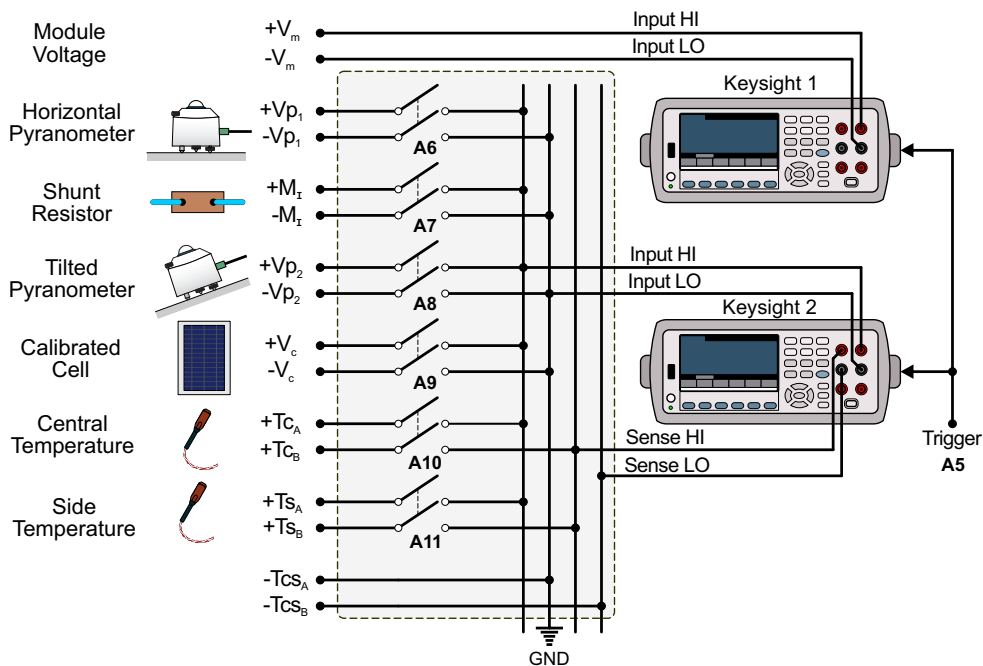 Module
Voltage
+Vm
-Vm
Input HI
Input LO
Keysight 1
Horizontal
Pyranometer
+Vp1
-Vp1
A6
Shunt
Resistor
+MI
-MI
A7
Tilted
Pyranometer
+Vp2
-Vp2
A8
Input HI
Input LO
Keysight 2
Calibrated
Cell
+Vc
-Vc
A9
Central
Temperature
+TcA
+TcB
A10
Sense HI
Sense LO
Trigger
A5
Side
Temperature
+TsA
+TsB
A11
-TcsA
-TcsB
GND